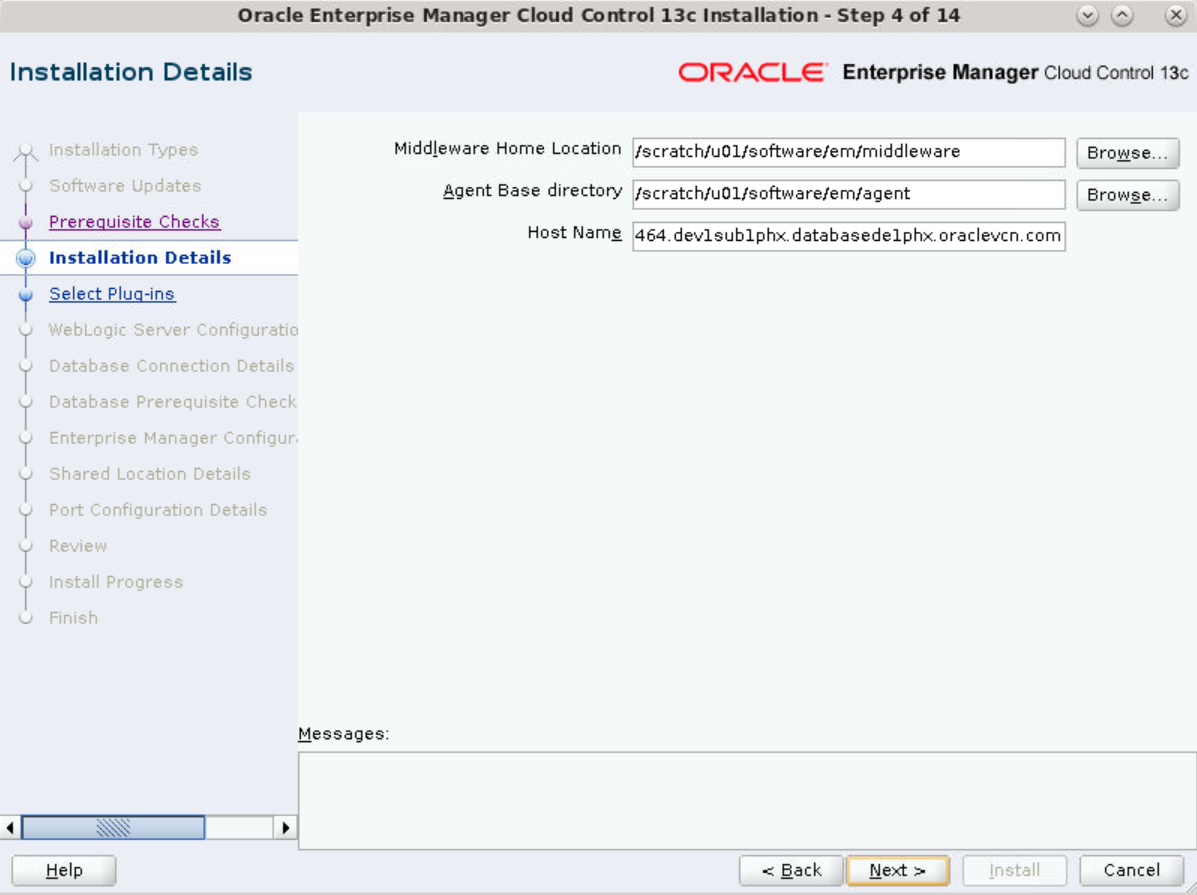 Oracle Enterprise Manager Cloud Control 13c Installation - Step 4 of 14
Installation Details
ORACLE Enterprise Manager Cloud Control 13c
Installation Types
Software Updates
Prerequisite Checks
Installation Details
Select Plug-ins
WebLogic Server Configuratio
Database Connection Details
Database Prerequisite Check
Enterprise Manager Configur
Shared Location Details
Port Configuration Details
Review
Install Progress
Finish
Middleware Home Location /scratch/u01/software/em/middleware Browse...
Agent Base directory /scratch/u01/software/em/agent Browse...
Host Name 464.dev1sub1phx.databasede1phx.oraclevcn.com
Messages:
Help < Back Next > Install Cancel